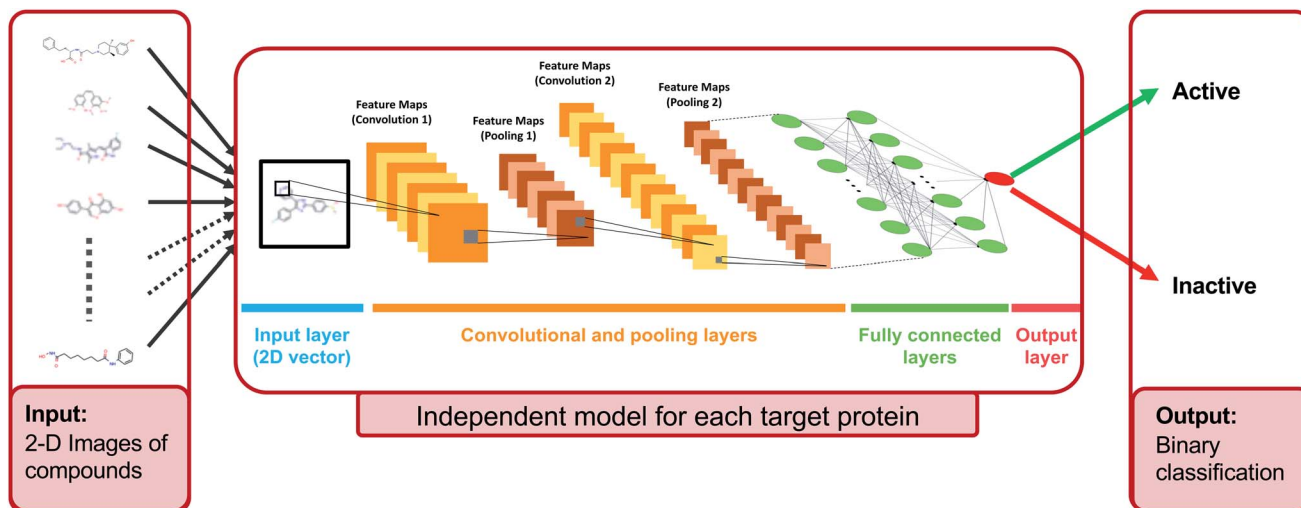 Feature Maps
(Convolution 1)
Feature Maps
(Pooling 1)
Feature Maps
(Convolution 2)
Feature Maps
(Pooling 2)
Active
Inactive
Input layer
(2D vector)
Convolutional and pooling layers
Fully connected
layers
Output
layer
Input:
2-D Images of
compounds
Independent model for each target protein
Output:
Binary
classification